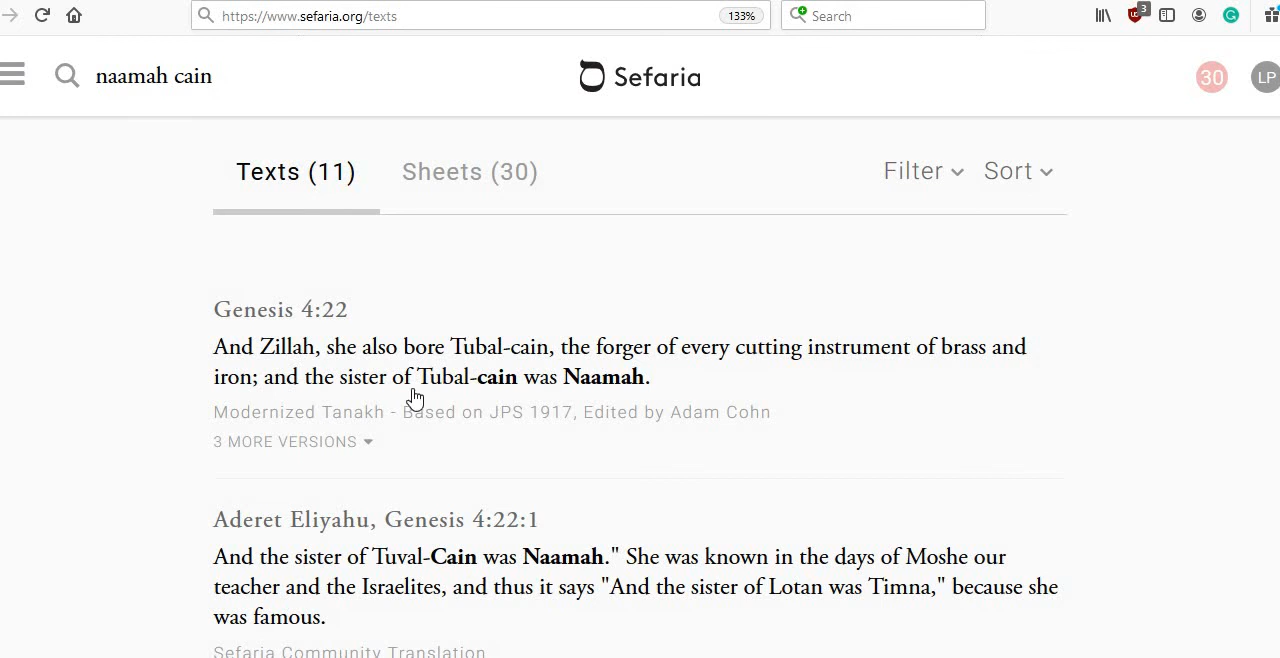 https://www.sefaria.org/texts
133%
Search
3
naamah cain
Sefaria
30
LP
Texts (11)
Sheets (30)
Filter
Sort
Genesis 4:22
And Zillah, she also bore Tubal-cain, the forger of every cutting instrument of brass and
iron; and the sister of Tubal-cain was Naamah.
Modernized Tanakh - Based on JPS 1917, Edited by Adam Cohn
3 MORE VERSIONS
Aderet Eliyahu, Genesis 4:22:1
And the sister of Tuval-Cain was Naamah." She was known in the days of Moshe our
teacher and the Israelites, and thus it says "And the sister of Lotan was Timna," because she
was famous.
Sefaria Community Translation